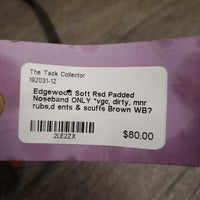 The Tack Collector
192031-12
Edgewood Soft Rsd Padded
Noseband ONLY *vgc, dirty, mnr
rubs,d ents & scuffs Brown WB?
$80.00
2LE2ZX